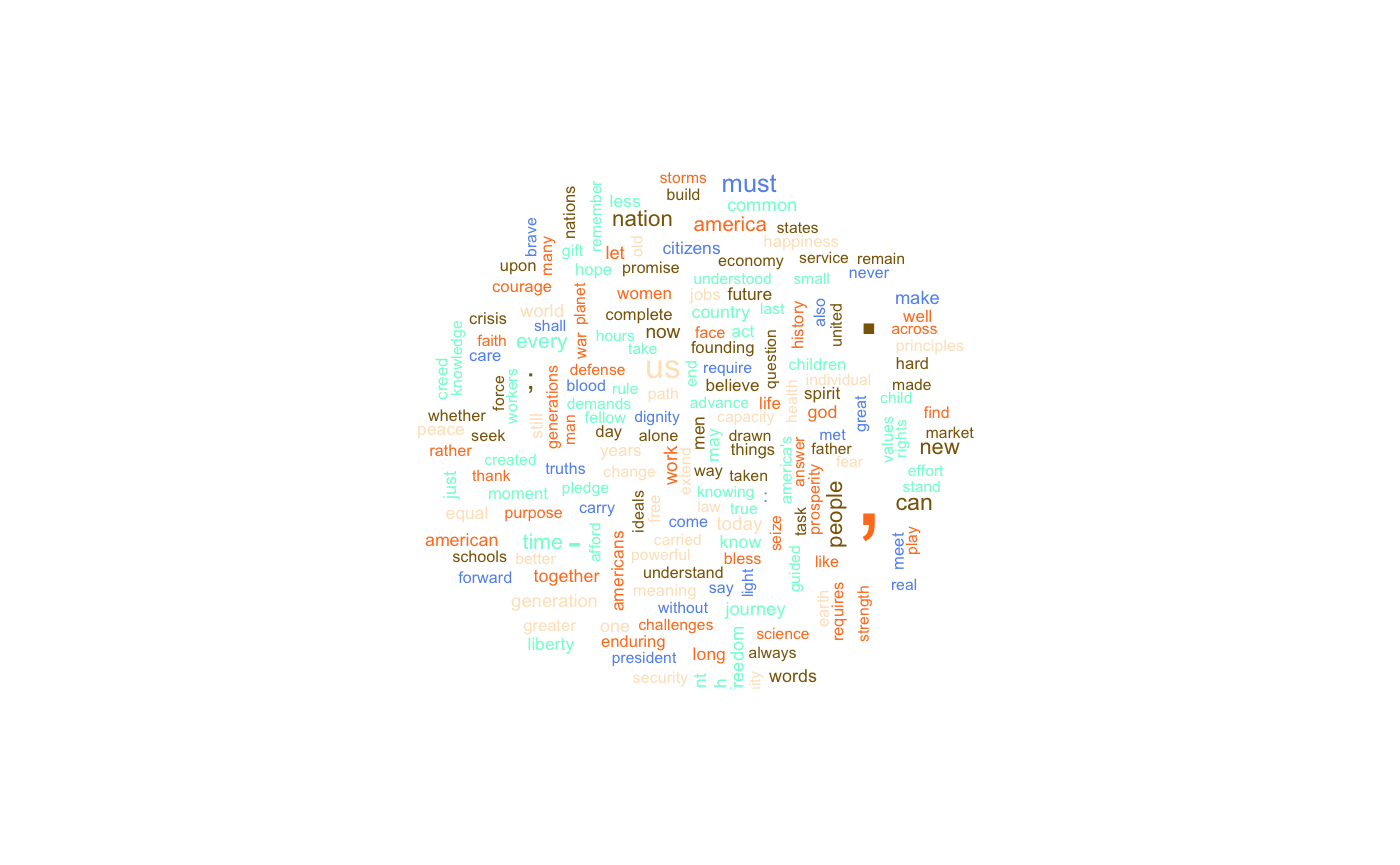 storms
must
build
remember
less
common
nations
nation
america
states
brave
many
gift
let
old
citizens
happiness
upon
hope
promise
economy
service
remain
understood
small
never
courage
planet
women
jobs
future
make
world
complete
country
last
history
also
united
well
crisis
shall
now
face
act
.
across
faith
every
war
hours
take
founding
question
principles
care
knowledge
creed
us
end
require
children
hard
;
defense
force
workers
generations
blood
rule
path
believe
health
individual
made
demands
advance
life
spirit
child
whether
still
man
fellow
dignity
men
may
capacity
god
great
find
peace
seek
day
alone
drawn
met
values
rights
market
rather
years
work
things
america's
answer
father
new
created
truths
change
extend
way
taken
fear
effort
just
thank
moment
pledge
knowing
:
prosperity
people
stand
equal
purpose
carry
ideals
free
law
true
task
can
american
time
-
afford
come
today
seize
,
schools
better
americans
carried
powerful
know
bless
guided
like
meet
play
forward
together
understand
meaning
say
light
real
generation
without
journey
earth
requires
strength
greater
one
challenges
science
liberty
enduring
president
long
reedom
always
security
nt
h
ity
words